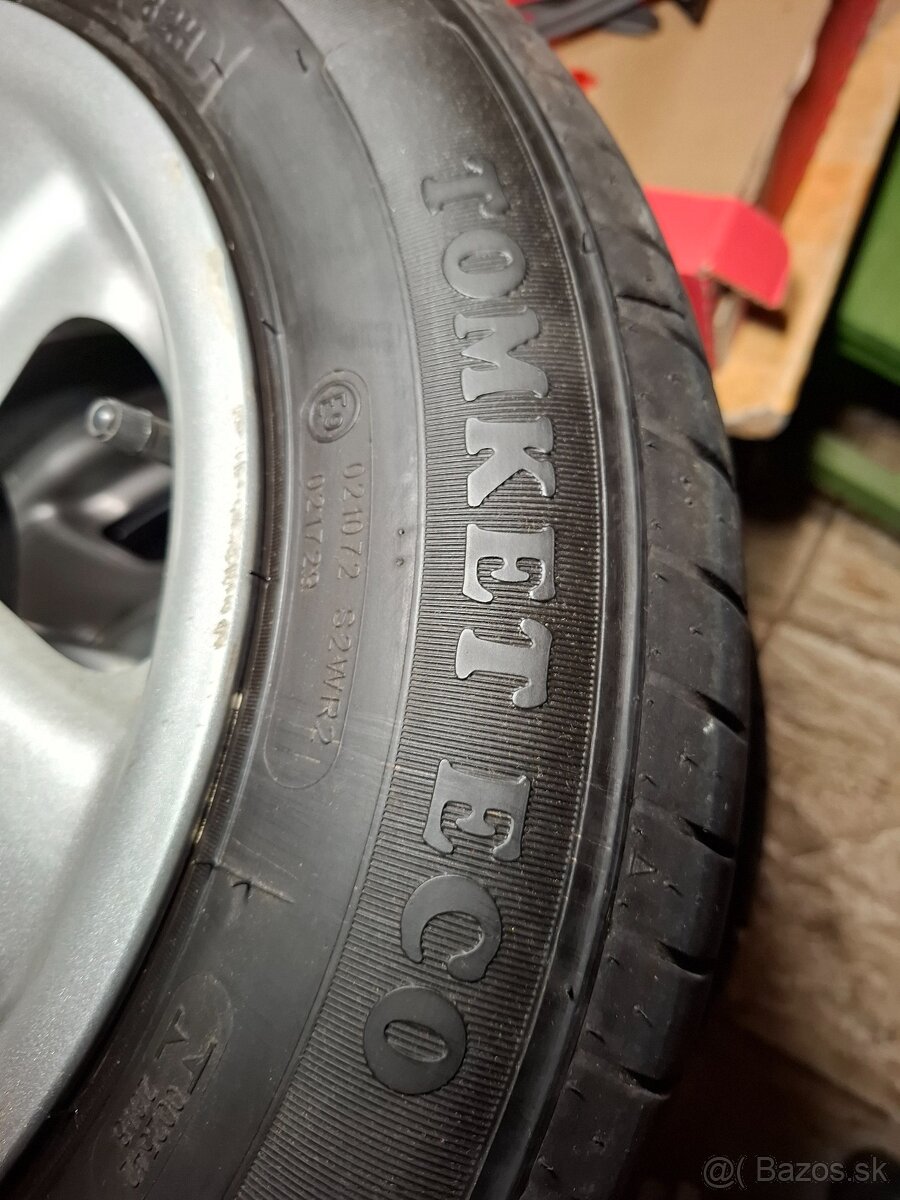 TOMKET ECO
E9
021072 S2WR2
021729
@( Bazos.sk